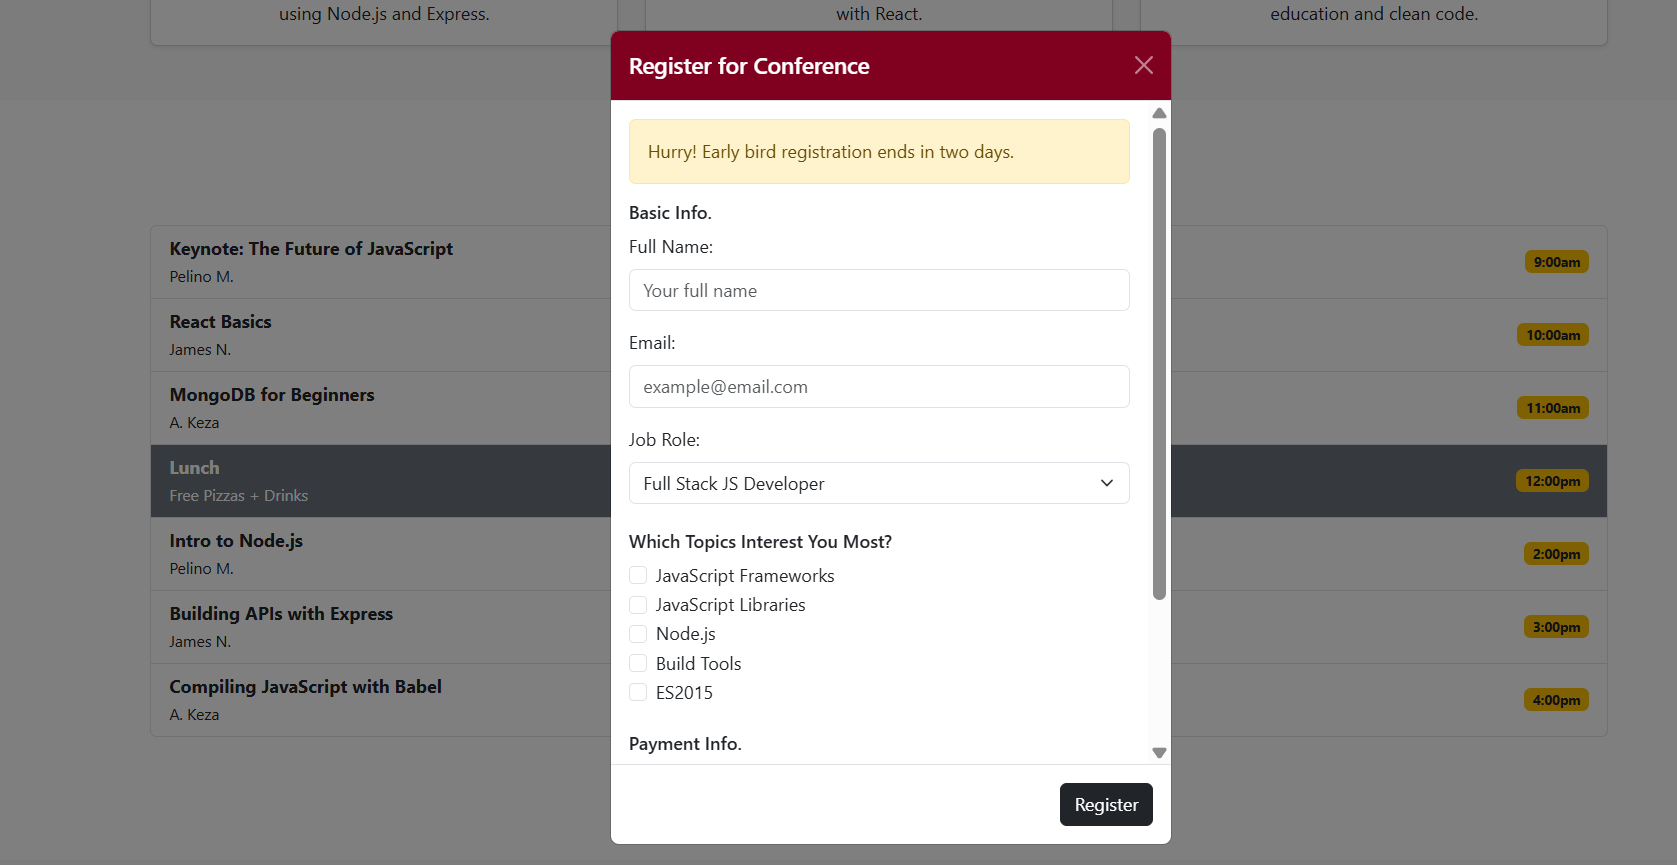 using Node.js and Express.
with React.
education and clean code.
Register for Conference
Hurry! Early bird registration ends in two days.
Basic Info.
Full Name:
Your full name
Email:
example@email.com
Job Role:
Full Stack JS Developer
Which Topics Interest You Most?
JavaScript Frameworks
JavaScript Libraries
Node.js
Build Tools
ES2015
Payment Info.
Register
Keynote: The Future of JavaScript
Pelino M.
9:00am
React Basics
James N.
10:00am
MongoDB for Beginners
A. Keza
11:00am
Lunch
Free Pizzas + Drinks
12:00pm
Intro to Node.js
Pelino M.
2:00pm
Building APIs with Express
James N.
3:00pm
Compiling JavaScript with Babel
A. Keza
4:00pm